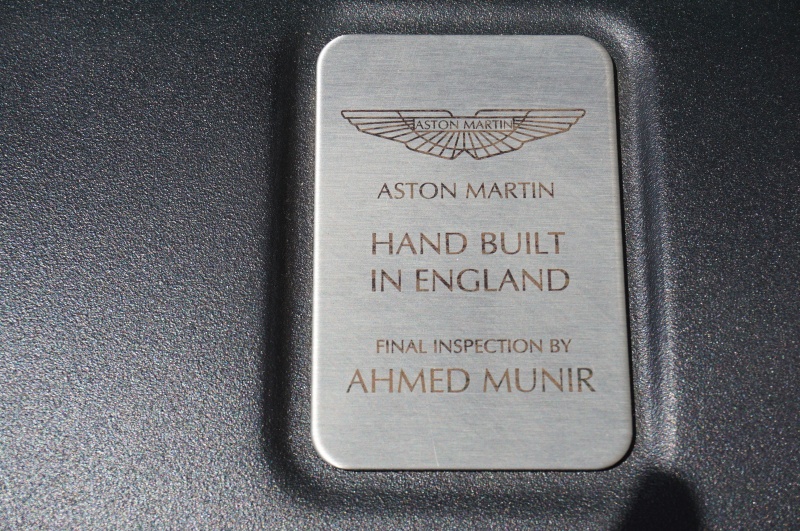 ASTON MARTIN
ASTON MARTIN
HAND BUILT
IN ENGLAND
FINAL INSPECTION BY
AHMED MUNIR